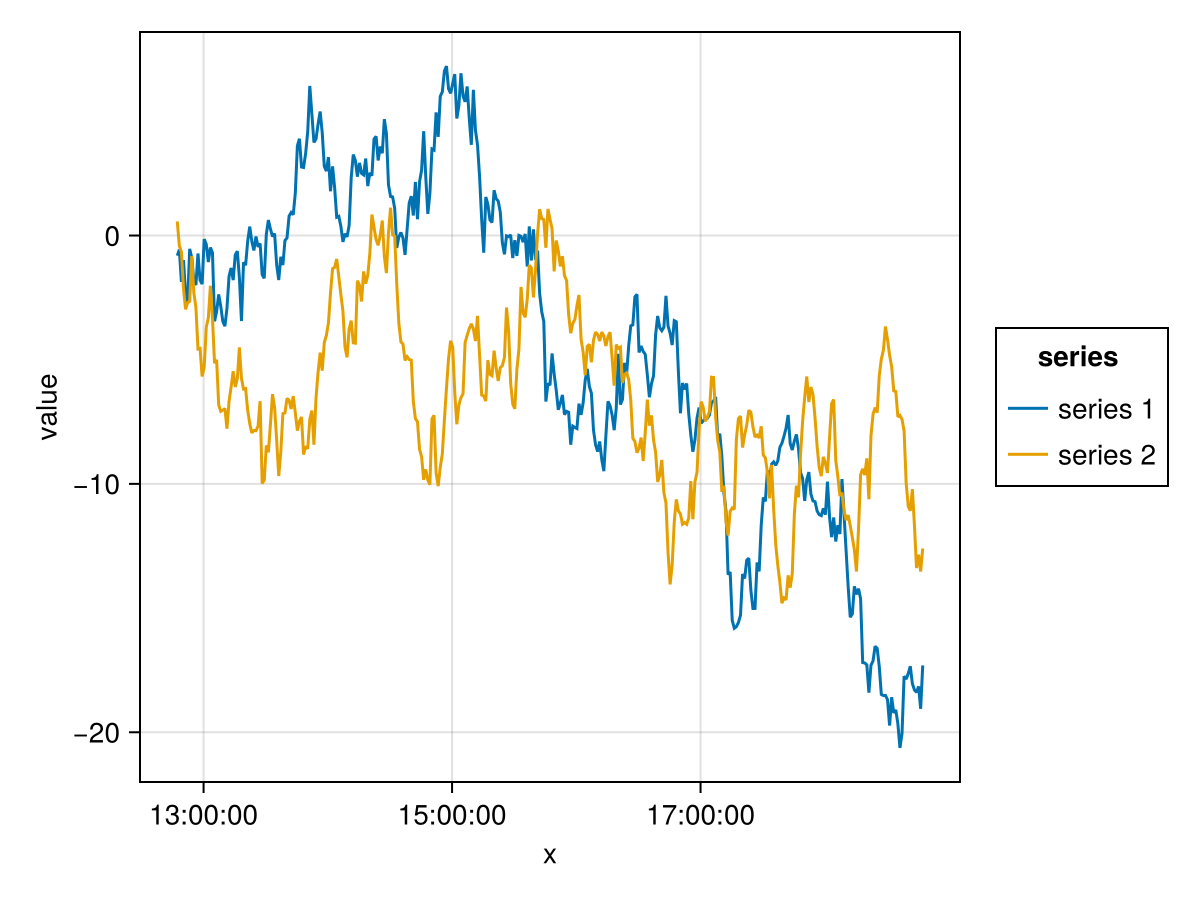 value
0
−10
−20
13:00:00
15:00:00
17:00:00
x
series
series 1
series 2